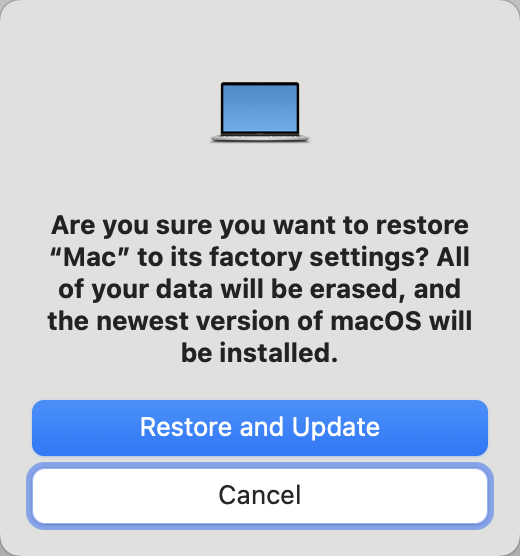 Are you sure you want to restore
“Mac” to its factory settings? All
of your data will be erased, and
the newest version of macOS will
be installed.
Restore and Update
Cancel